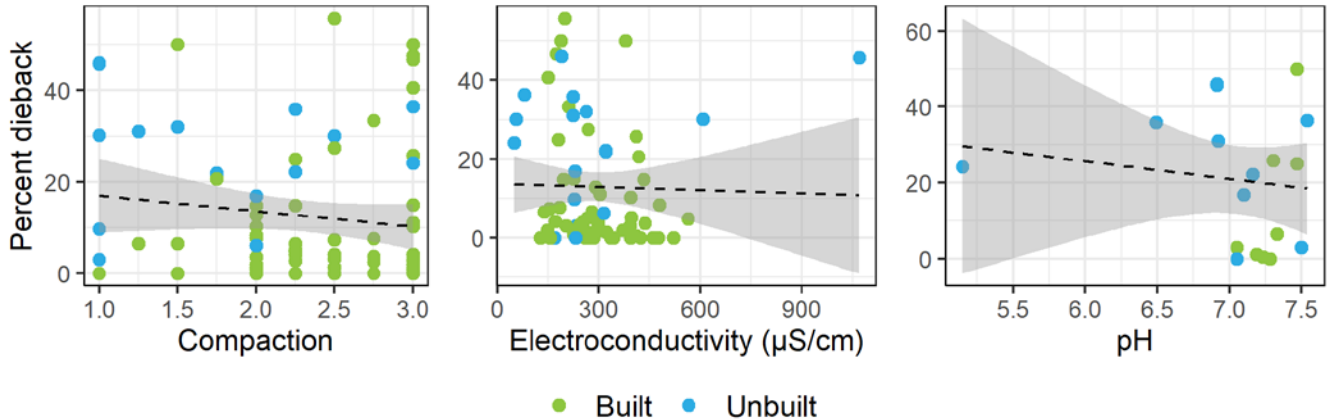 Percent dieback
40
20
0
1.0 1.5 2.0 2.5 3.0
Compaction
40
20
0
0 300 600 900
Electroconductivity (µS/cm)
60
40
20
0
5.5 6.0 6.5 7.0 7.5
pH
Built Unbuilt